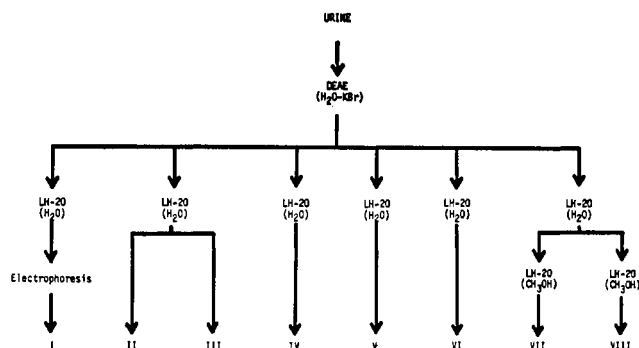 URINE
DEAE
(H₂O-KBr)
LH-20 LH-20 LH-20 LH-20 LH-20 LH-20
(H₂O) (H₂O) (H₂O) (H₂O) (H₂O) (H₂O)
Electrophoresis LH-20 LH-20
(CH₃OH) (CH₃OH)
I II III IV V VI VII VIII